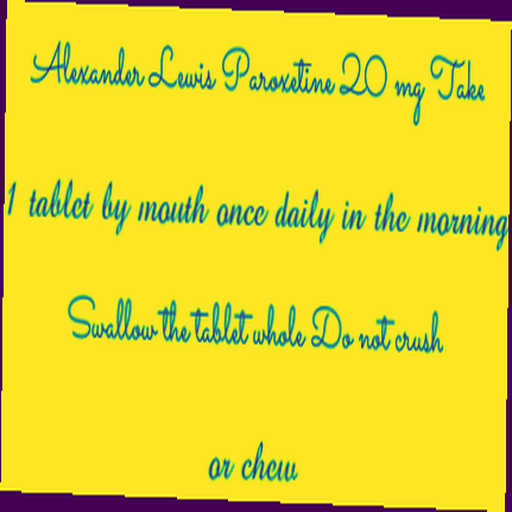 Alexander Lewis Paroxetine 20 mg Take
1 tablet by mouth once daily in the morning
Swallow the tablet whole Do not crush
or chew